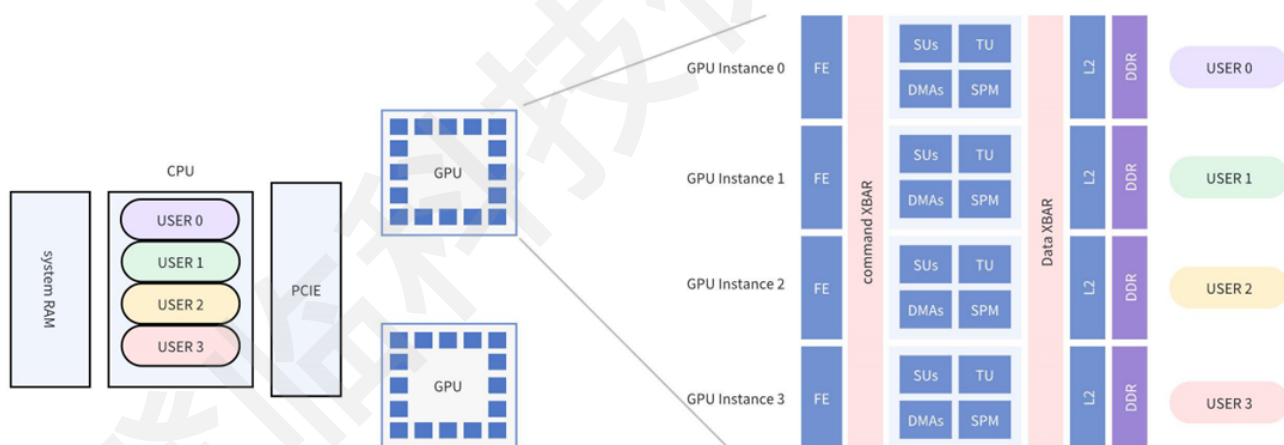 system RAM
CPU
USER 0
USER 1
USER 2
USER 3
PCIE
GPU
GPU
GPU Instance 0
FE
SUs
TU
DMAs
SPM
L2
DDR
USER 0
GPU Instance 1
FE
SUs
TU
DMAs
SPM
L2
DDR
USER 1
command XBAR
Data XBAR
GPU Instance 2
FE
SUs
TU
DMAs
SPM
L2
DDR
USER 2
GPU Instance 3
FE
SUs
TU
DMAs
SPM
L2
DDR
USER 3